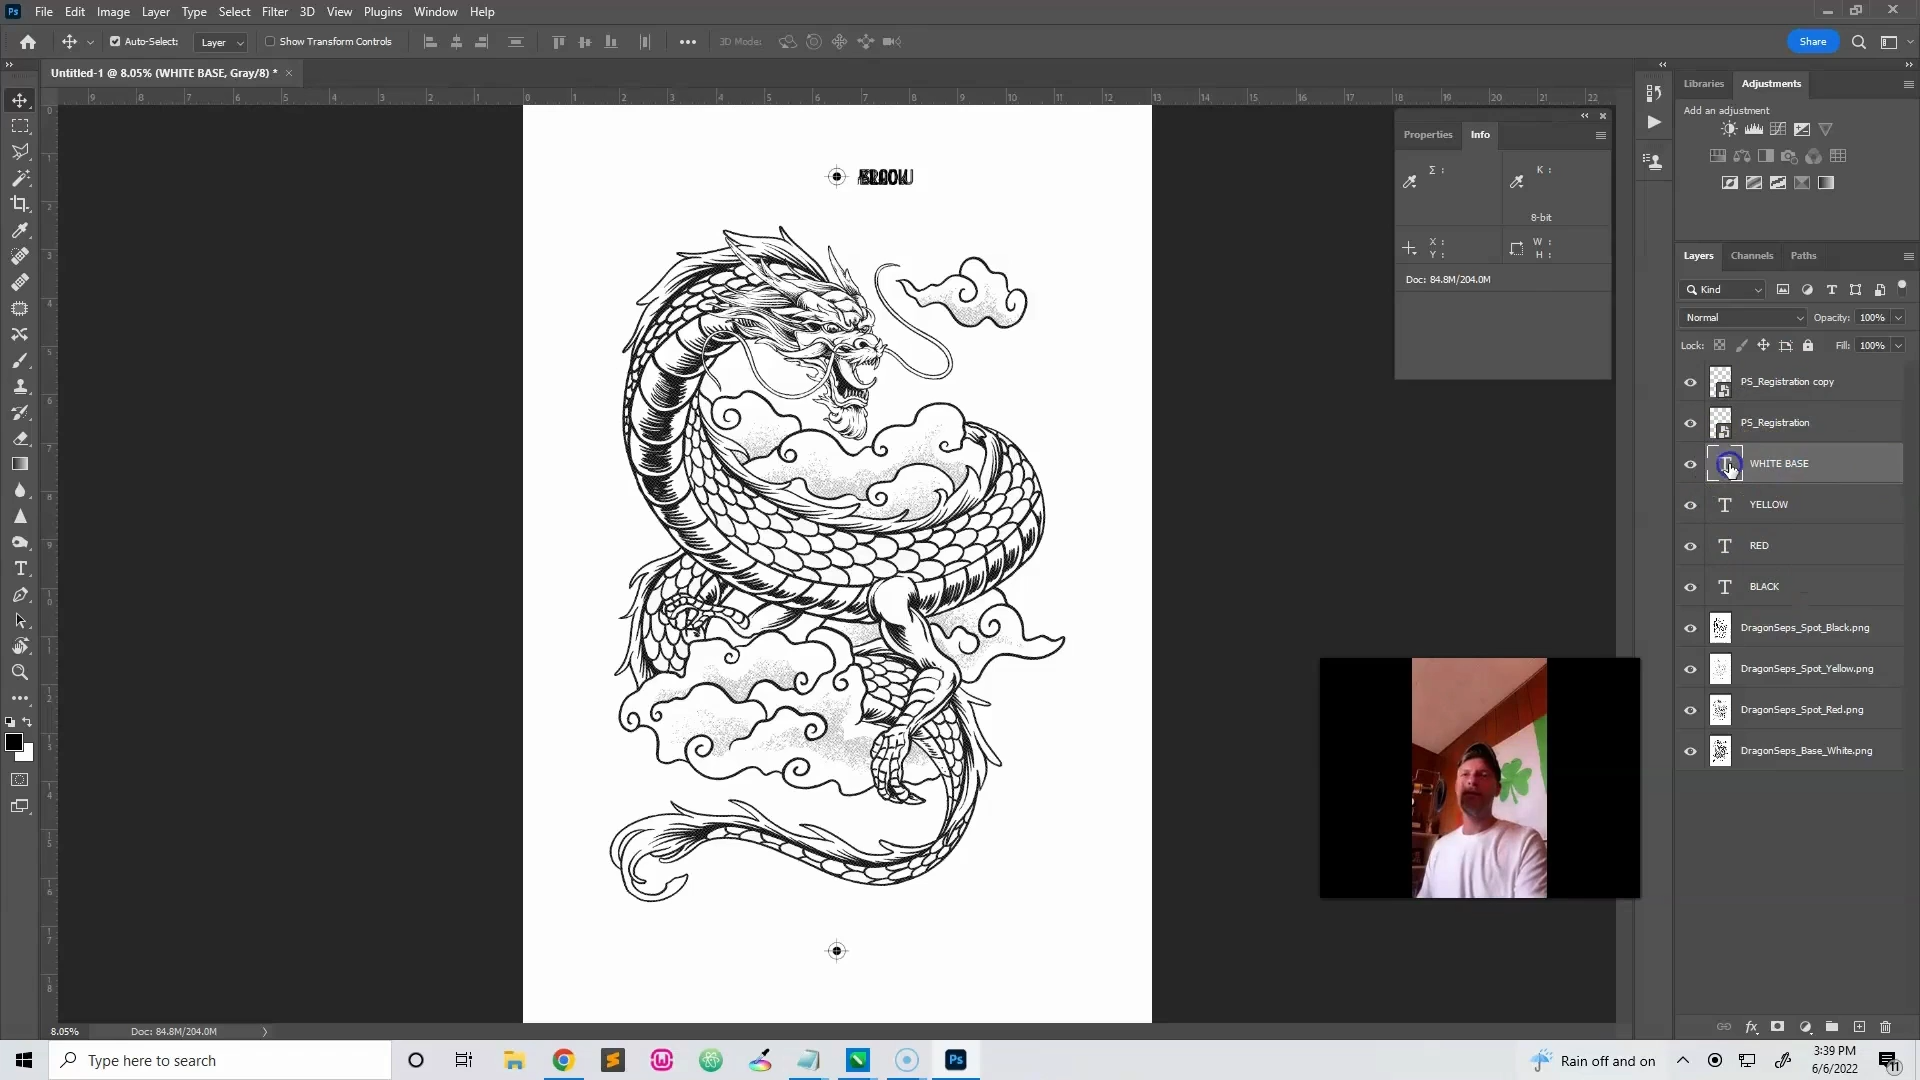 File Edit Image Layer Type Select Filter 3D View Plugins Window Help
Auto-Select: Layer Show Transform Controls 3D Mode: Share
Untitled-1 @ 8.05% (WHITE BASE, Gray/8) *
Libraries Adjustments
Add an adjustment
Properties Info
Σ : K :
8-bit
X : W :
Y : H :
Doc: 84.8M/204.0M
Layers Channels Paths
Kind
Normal Opacity: 100%
Lock: Fill: 100%
PS_Registration copy
PS_Registration
WHITE BASE
YELLOW
RED
BLACK
DragonSeps_Spot_Black.png
DragonSeps_Spot_Yellow.png
DragonSeps_Spot_Red.png
DragonSeps_Base_White.png
8.05% Doc: 84.8M/204.0M
Type here to search
Rain off and on
3:39 PM
6/6/2022